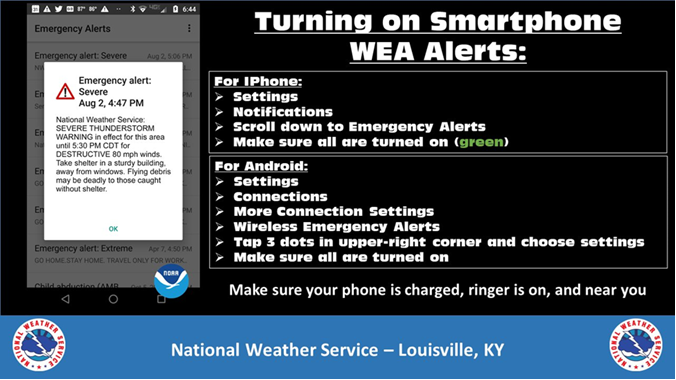 6:44
Emergency Alerts
Emergency alert: Severe Aug 2, 5:06 PM
Emergency alert:
Severe
Aug 2, 4:47 PM
National Weather Service:
SEVERE THUNDERSTORM
WARNING in effect for this area
until 5:30 PM CDT for
DESTRUCTIVE 80 mph winds.
Take shelter in a sturdy building,
away from windows. Flying debris
may be deadly to those caught
without shelter.
OK
Emergency alert: Extreme Apr 7, 4:50 PM
GO HOME.STAY HOME. TRAVEL ONLY FOR WORK,
Child abduction (AMB
NOAA
Turning on Smartphone
WEA Alerts:
For IPhone:
➢ Settings
➢ Notifications
➢ Scroll down to Emergency Alerts
➢ Make sure all are turned on (green)
For Android:
➢ Settings
➢ Connections
➢ More Connection Settings
➢ Wireless Emergency Alerts
➢ Tap 3 dots in upper-right corner and choose settings
➢ Make sure all are turned on
Make sure your phone is charged, ringer is on, and near you
NATIONAL WEATHER SERVICE
National Weather Service – Louisville, KY
NATIONAL WEATHER SERVICE